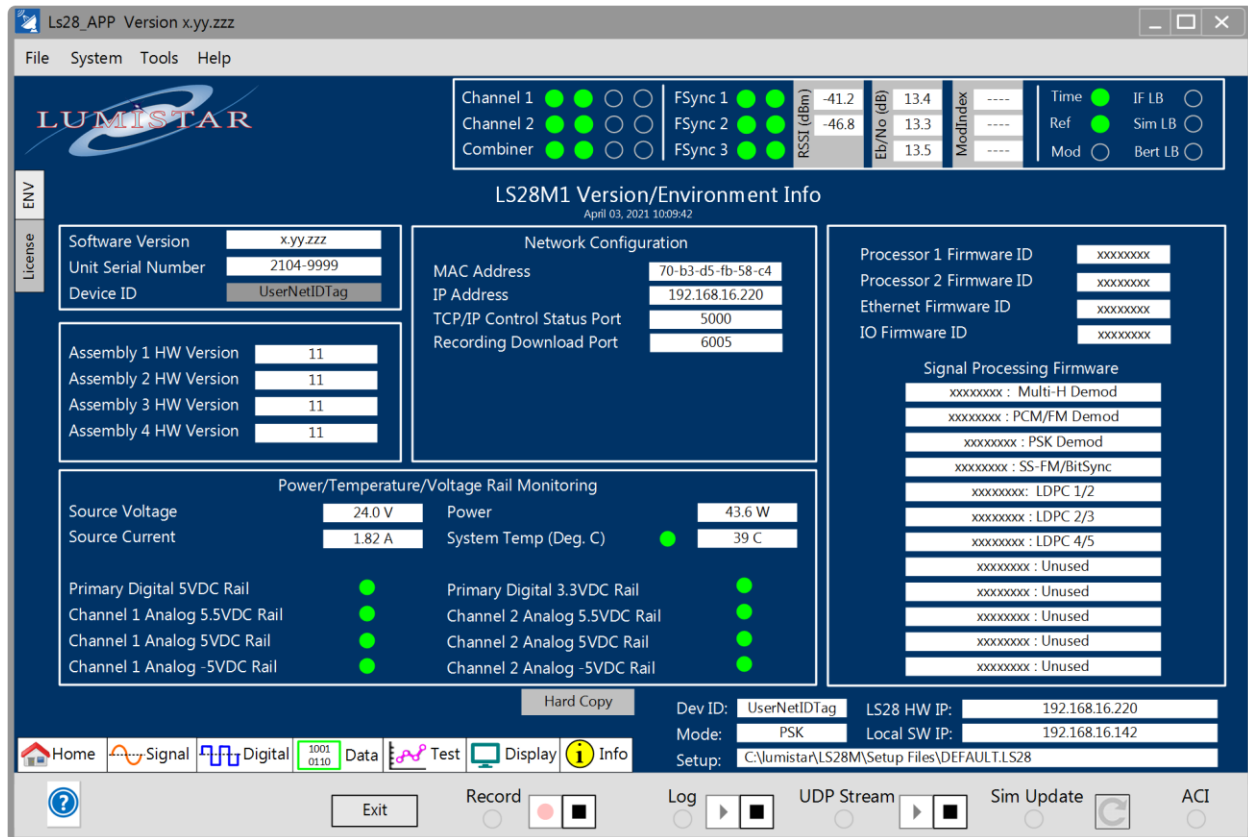 Ls28_APP Version x.yy.zzz
File System Tools Help
LUMISTAR
Channel 1 FSync 1 RSSI (dBm) -41.2 Eb/No (dB) 13.4 ModIndex ---- Time IF LB
Channel 2 FSync 2 -46.8 13.3 ---- Ref Sim LB
Combiner FSync 3 13.5 ---- Mod Bert LB
ENV
License
LS28M1 Version/Environment Info
April 03, 2021 10:09:42
Software Version x.yy.zzz
Unit Serial Number 2104-9999
Device ID UserNetIDTag
Assembly 1 HW Version 11
Assembly 2 HW Version 11
Assembly 3 HW Version 11
Assembly 4 HW Version 11
Network Configuration
MAC Address 70-b3-d5-fb-58-c4
IP Address 192.168.16.220
TCP/IP Control Status Port 5000
Recording Download Port 6005
Processor 1 Firmware ID xxxxxxxx
Processor 2 Firmware ID xxxxxxxx
Ethernet Firmware ID xxxxxxxx
IO Firmware ID xxxxxxxx
Signal Processing Firmware
xxxxxxxx : Multi-H Demod
xxxxxxxx : PCM/FM Demod
xxxxxxxx : PSK Demod
xxxxxxxx : SS-FM/BitSync
xxxxxxxx: LDPC 1/2
xxxxxxxx : LDPC 2/3
xxxxxxxx : LDPC 4/5
xxxxxxxx : Unused
xxxxxxxx : Unused
xxxxxxxx : Unused
xxxxxxxx : Unused
xxxxxxxx : Unused
Power/Temperature/Voltage Rail Monitoring
Source Voltage 24.0 V Power 43.6 W
Source Current 1.82 A System Temp (Deg. C) 39 C
Primary Digital 5VDC Rail Primary Digital 3.3VDC Rail
Channel 1 Analog 5.5VDC Rail Channel 2 Analog 5.5VDC Rail
Channel 1 Analog 5VDC Rail Channel 2 Analog 5VDC Rail
Channel 1 Analog -5VDC Rail Channel 2 Analog -5VDC Rail
Hard Copy
Dev ID: UserNetIDTag LS28 HW IP: 192.168.16.220
Mode: PSK Local SW IP: 192.168.16.142
Setup: C:\lumistar\LS28M\Setup Files\DEFAULT.LS28
Home Signal Digital 1001 0110 Data Test Display i Info
? Exit Record Log UDP Stream Sim Update ACI